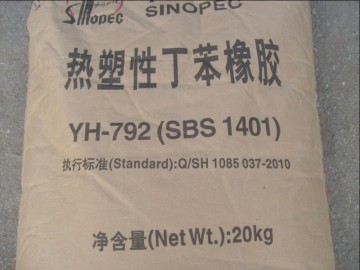 SINOPEC
SINOPEC
热塑性丁苯橡胶
YH-792 (SBS 1401)
执行标准(Standard):Q/SH 1085 037-2010
净含量(Net Wt.):20kg